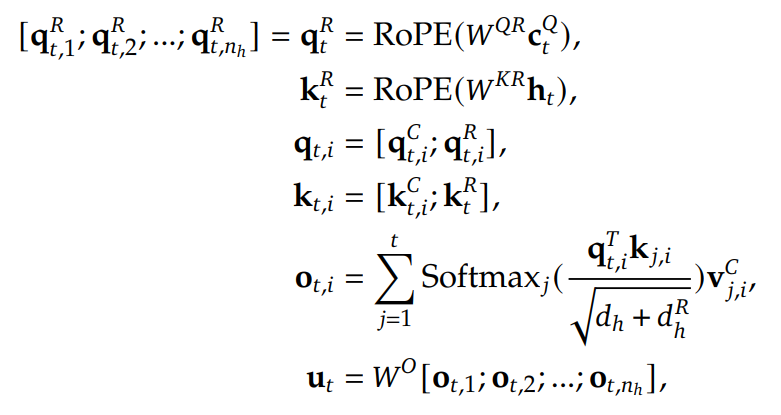 [q^R_{t,1}; q^R_{t,2}; ...; q^R_{t,n_h}] = q^R_t = RoPE(W^{QR} c^Q_t),
k^R_t = RoPE(W^{KR} h_t),
q_{t,i} = [q^C_{t,i}; q^R_{t,i}],
k_{t,i} = [k^C_{t,i}; k^R_t],
o_{t,i} = \sum_{j=1}^{t} Softmax_j(\frac{q^T_{t,i} k_{j,i}}{\sqrt{d_h + d^R_h}}) v^C_{j,i},
u_t = W^O [o_{t,1}; o_{t,2}; ...; o_{t,n_h}],